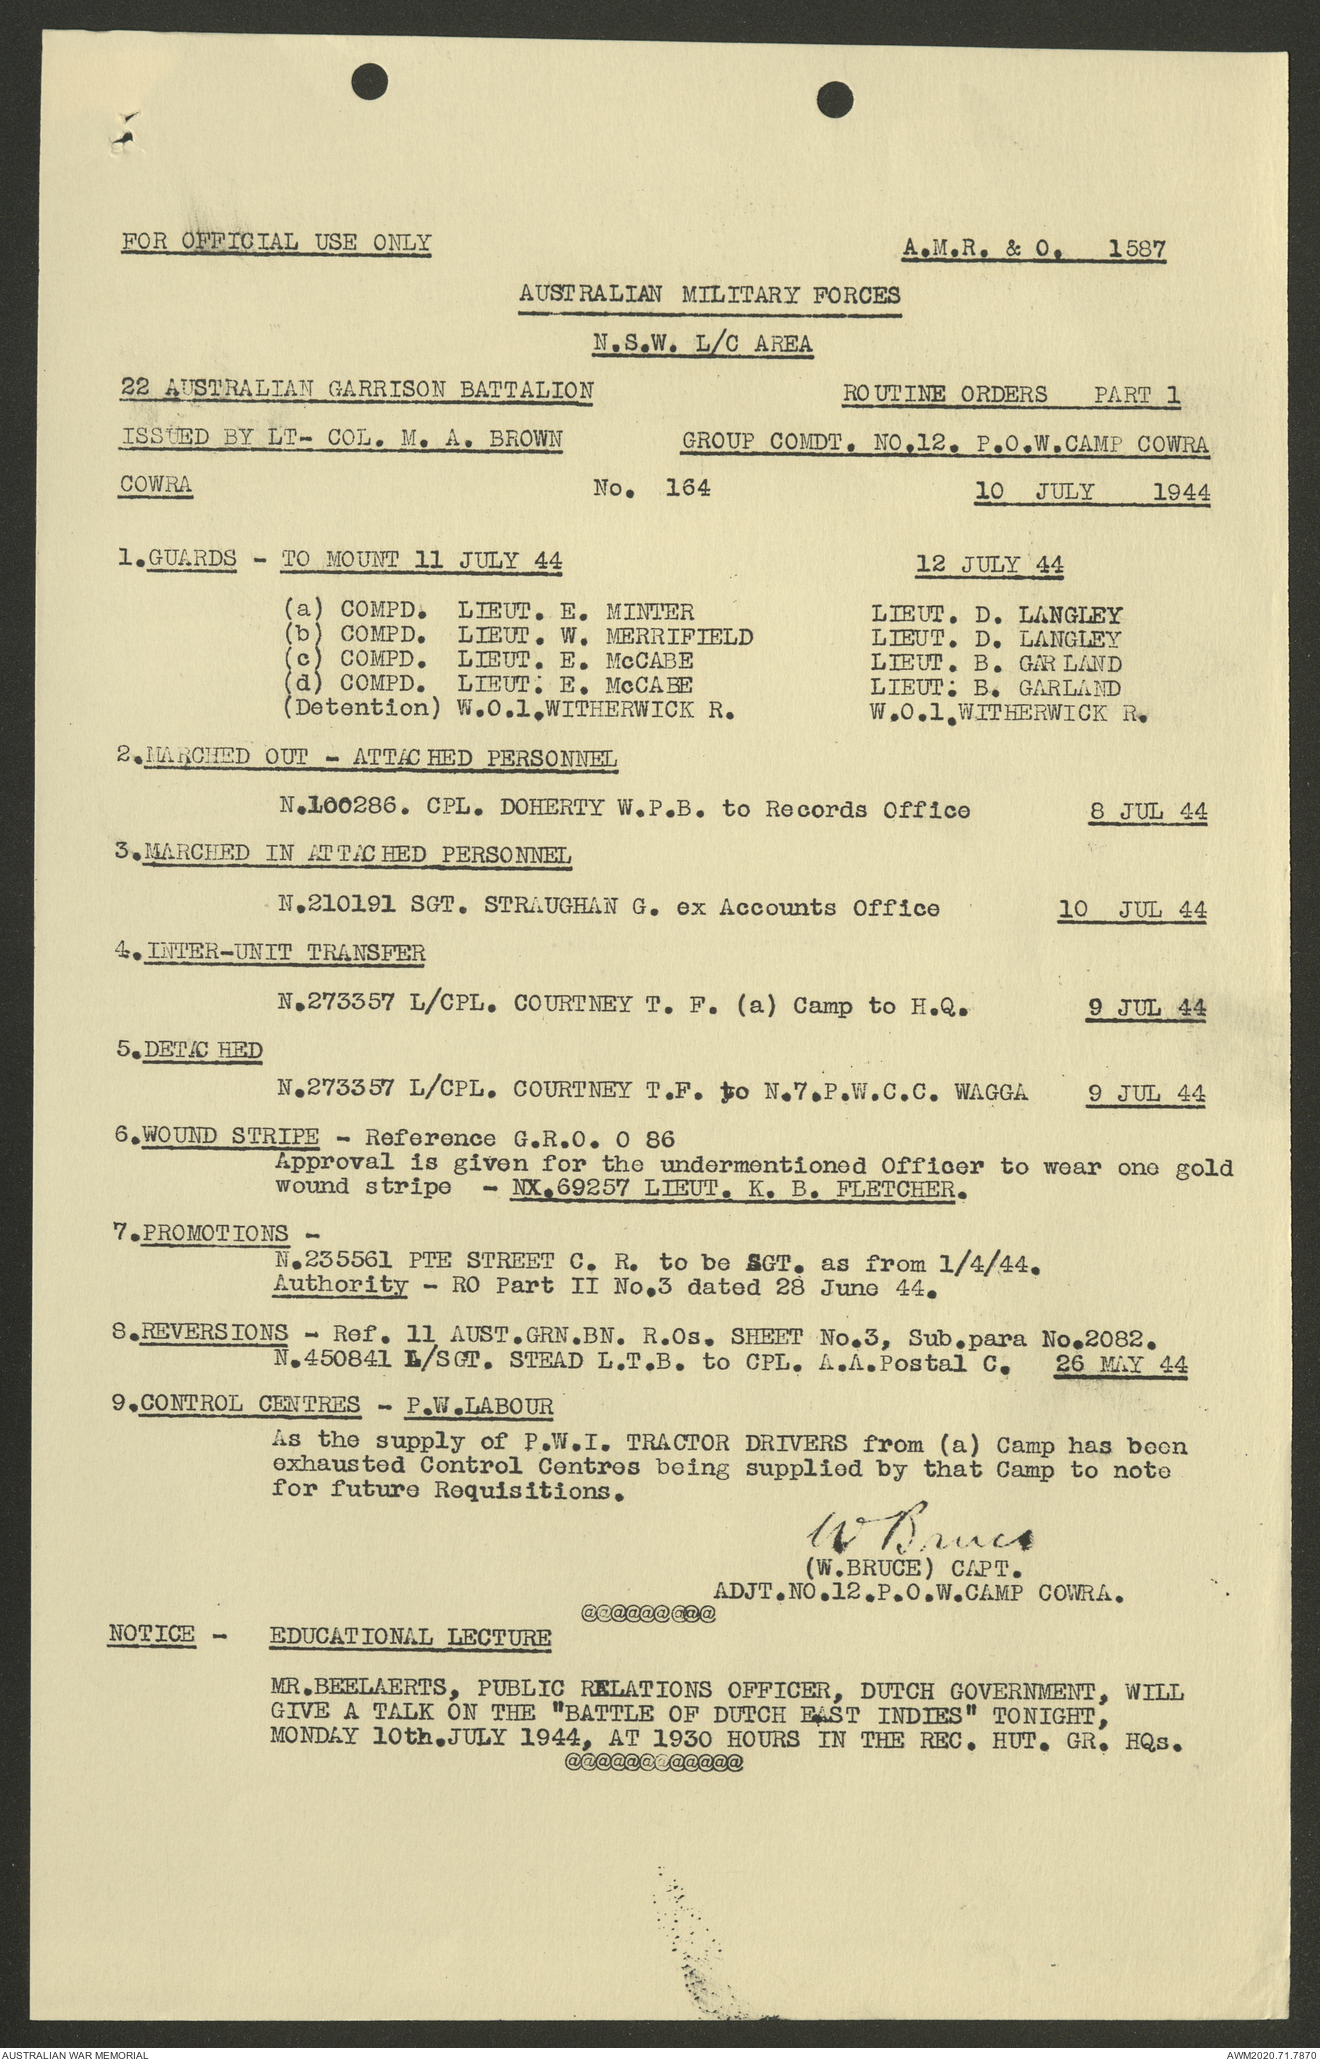 FOR OFFICIAL USE ONLY A.M.R. & O. 1587
AUSTRALIAN MILITARY FORCES
N.S.W. L/C AREA
22 AUSTRALIAN GARRISON BATTALION ROUTINE ORDERS PART 1
ISSUED BY LT- COL. M. A. BROWN GROUP COMDT. NO.12. P.O.W.CAMP COWRA
COWRA No. 164 10 JULY 1944
1.GUARDS - TO MOUNT 11 JULY 44 12 JULY 44
(a) COMPD. LIEUT. E. MINTER LIEUT. D. LANGLEY
(b) COMPD. LIEUT. W. MERRIFIELD LIEUT. D. LANGLEY
(c) COMPD. LIEUT. E. McCABE LIEUT. B. GARLAND
(d) COMPD. LIEUT: E. McCABE LIEUT: B. GARLAND
(Detention) W.O.1.WITHERWICK R. W.O.1.WITHERWICK R.
2.MARCHED OUT - ATTACHED PERSONNEL
N.100286. CPL. DOHERTY W.P.B. to Records Office 8 JUL 44
3.MARCHED IN ATTACHED PERSONNEL
N.210191 SGT. STRAUGHAN G. ex Accounts Office 10 JUL 44
4.INTER-UNIT TRANSFER
N.273357 L/CPL. COURTNEY T. F. (a) Camp to H.Q. 9 JUL 44
5.DETACHED
N.273357 L/CPL. COURTNEY T.F. to N.7.P.W.C.C. WAGGA 9 JUL 44
6.WOUND STRIPE - Reference G.R.O. O 86
Approval is given for the undermentioned Officer to wear one gold
wound stripe - NX.69257 LIEUT. K. B. FLETCHER.
7.PROMOTIONS -
N.235561 PTE STREET C. R. to be SGT. as from 1/4/44.
Authority - RO Part II No.3 dated 28 June 44.
8.REVERSIONS - Ref. 11 AUST.GRN.BN. R.Os. SHEET No.3, Sub.para No.2082.
N.450841 L/SGT. STEAD L.T.B. to CPL. A.A.Postal C. 26 MAY 44
9.CONTROL CENTRES - P.W.LABOUR
As the supply of P.W.I. TRACTOR DRIVERS from (a) Camp has been
exhausted Control Centres being supplied by that Camp to note
for future Requisitions.
W Bruce
(W.BRUCE) CAPT.
ADJT.NO.12.P.O.W.CAMP COWRA.
@@@@@@@@@
NOTICE - EDUCATIONAL LECTURE
MR.BEELAERTS, PUBLIC RELATIONS OFFICER, DUTCH GOVERNMENT, WILL
GIVE A TALK ON THE "BATTLE OF DUTCH EAST INDIES" TONIGHT,
MONDAY 10th.JULY 1944, AT 1930 HOURS IN THE REC. HUT. GR. HQs.
@@@@@@@@@@@@
AUSTRALIAN WAR MEMORIAL AWM2020.71.7870